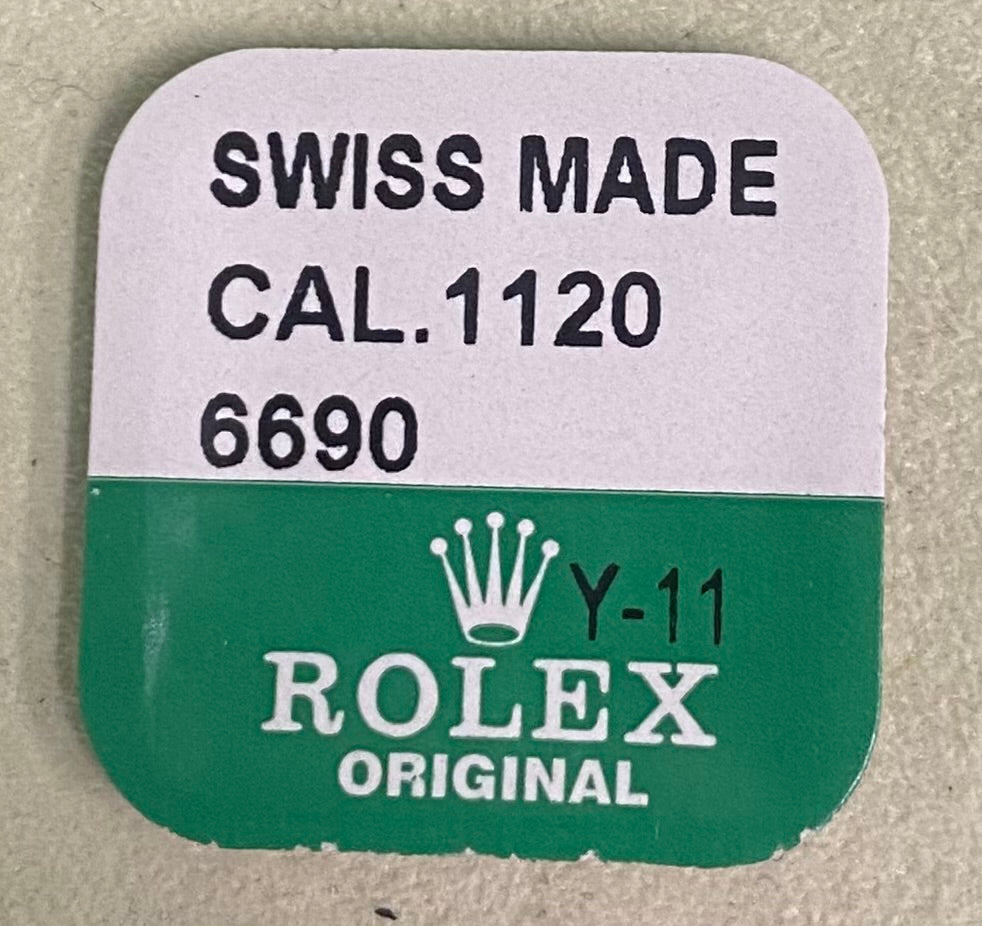 SWISS MADE
CAL.1120
6690
Y-11
ROLEX
ORIGINAL